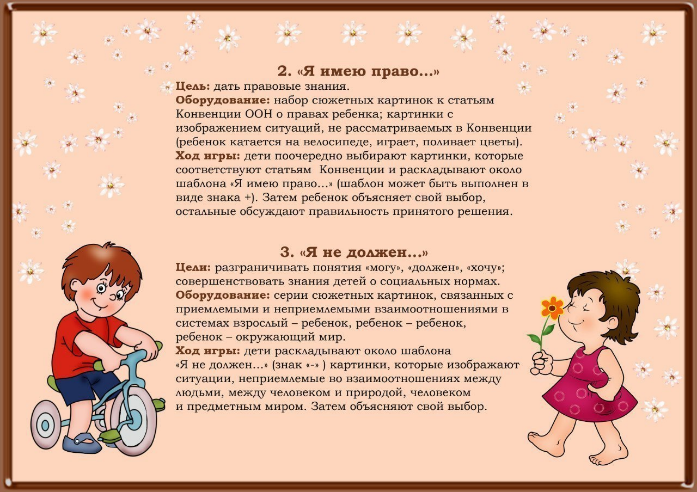 2. «Я имею право...»
Цель: дать правовые знания.
Оборудование: набор сюжетных картинок к статьям
Конвенции ООН о правах ребенка; картинки с
изображением ситуаций, не рассматриваемых в Конвенции
(ребенок катается на велосипеде, играет, поливает цветы).
Ход игры: дети поочередно выбирают картинки, которые
соответствуют статьям Конвенции и раскладывают около
шаблона «Я имею право...» (шаблон может быть выполнен в
виде знака +). Затем ребенок объясняет свой выбор,
остальные обсуждают правильность принятого решения.
3. «Я не должен...»
Цели: разграничивать понятия «могу», «должен», «хочу»;
совершенствовать знания детей о социальных нормах.
Оборудование: серии сюжетных картинок, связанных с
приемлемыми и неприемлемыми взаимоотношениями в
системах взрослый – ребенок, ребенок – ребенок,
ребенок – окружающий мир.
Ход игры: дети раскладывают около шаблона
«Я не должен...» (знак «-» ) картинки, которые изображают
ситуации, неприемлемые во взаимоотношениях между
людьми, между человеком и природой, человеком
и предметным миром. Затем объясняют свой выбор.